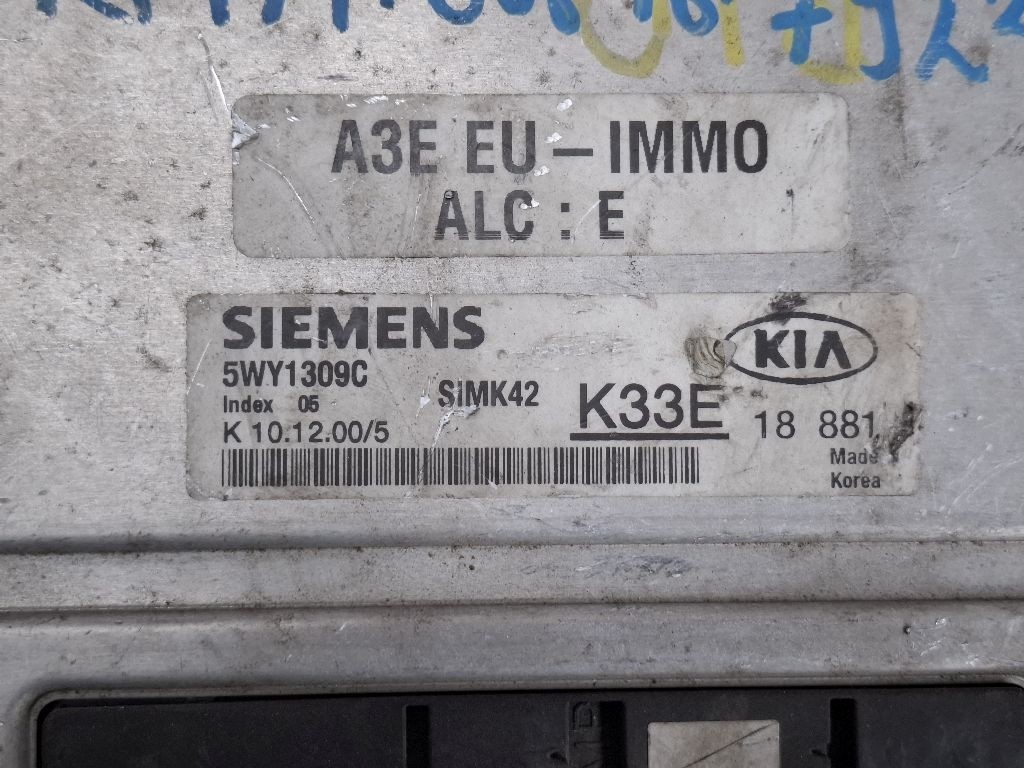 A3E EU – IMMO
ALC : E
SIEMENS
KIA
5WY1309C
Index 05
SIMK42
K33E
18 881
K 10.12.00/5
Made
Korea